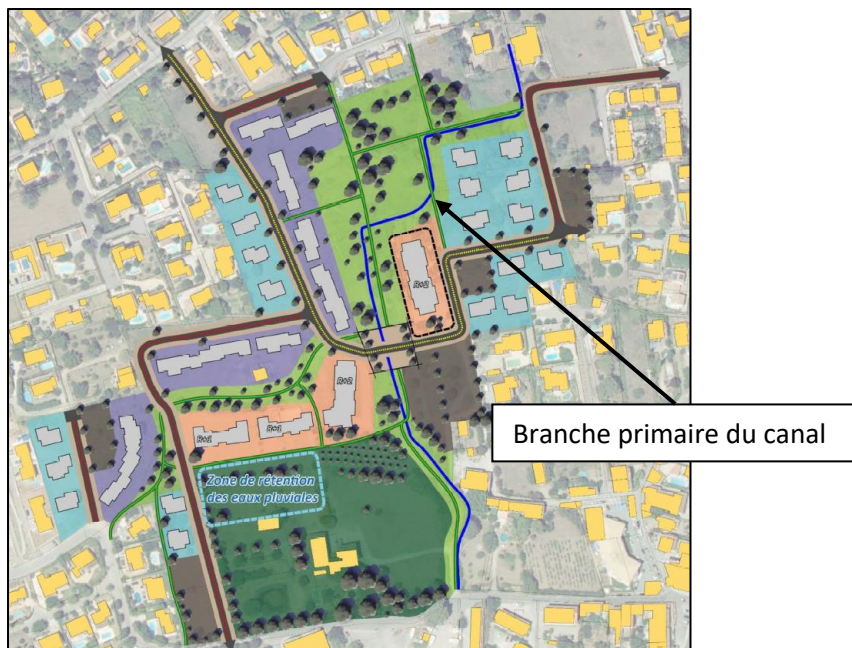 R+2
Branche primaire du canal
R+2
R+1
R+1
Zone de rétention
des eaux pluviales